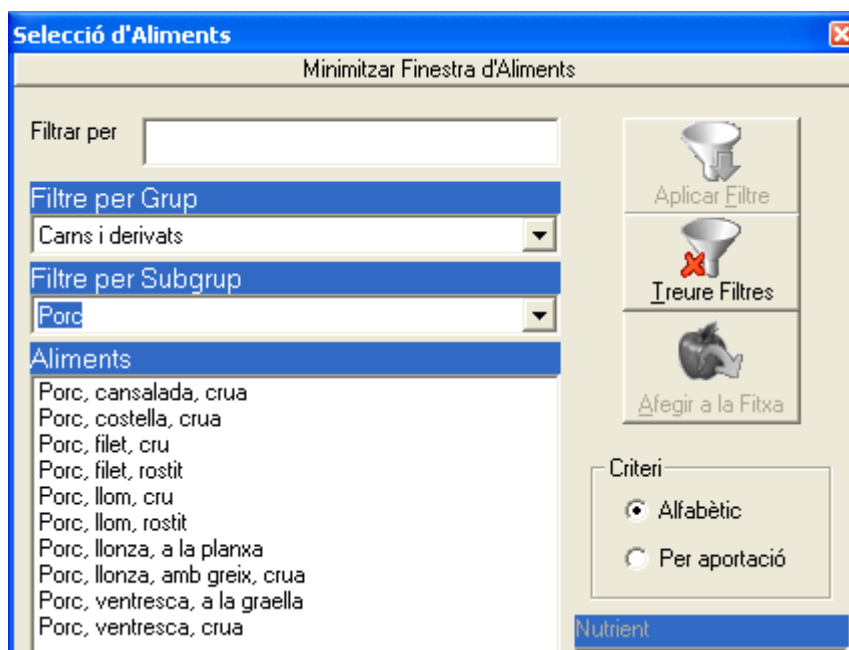 Selecció d'Aliments
Minimitzar Finestra d'Aliments
Filtrar per
Aplicar Filtre
Filtre per Grup
Carns i derivats
Treure Filtres
Filtre per Subgrup
Porc
Afegir a la Fitxa
Aliments
Porc, cansalada, crua
Porc, costella, crua
Porc, filet, cru
Porc, filet, rostit
Porc, llom, cru
Porc, llom, rostit
Porc, llonza, a la planxa
Porc, llonza, amb greix, crua
Porc, ventresca, a la graella
Porc, ventresca, crua
Criteri
Alfabètic
Per aportació
Nutrient